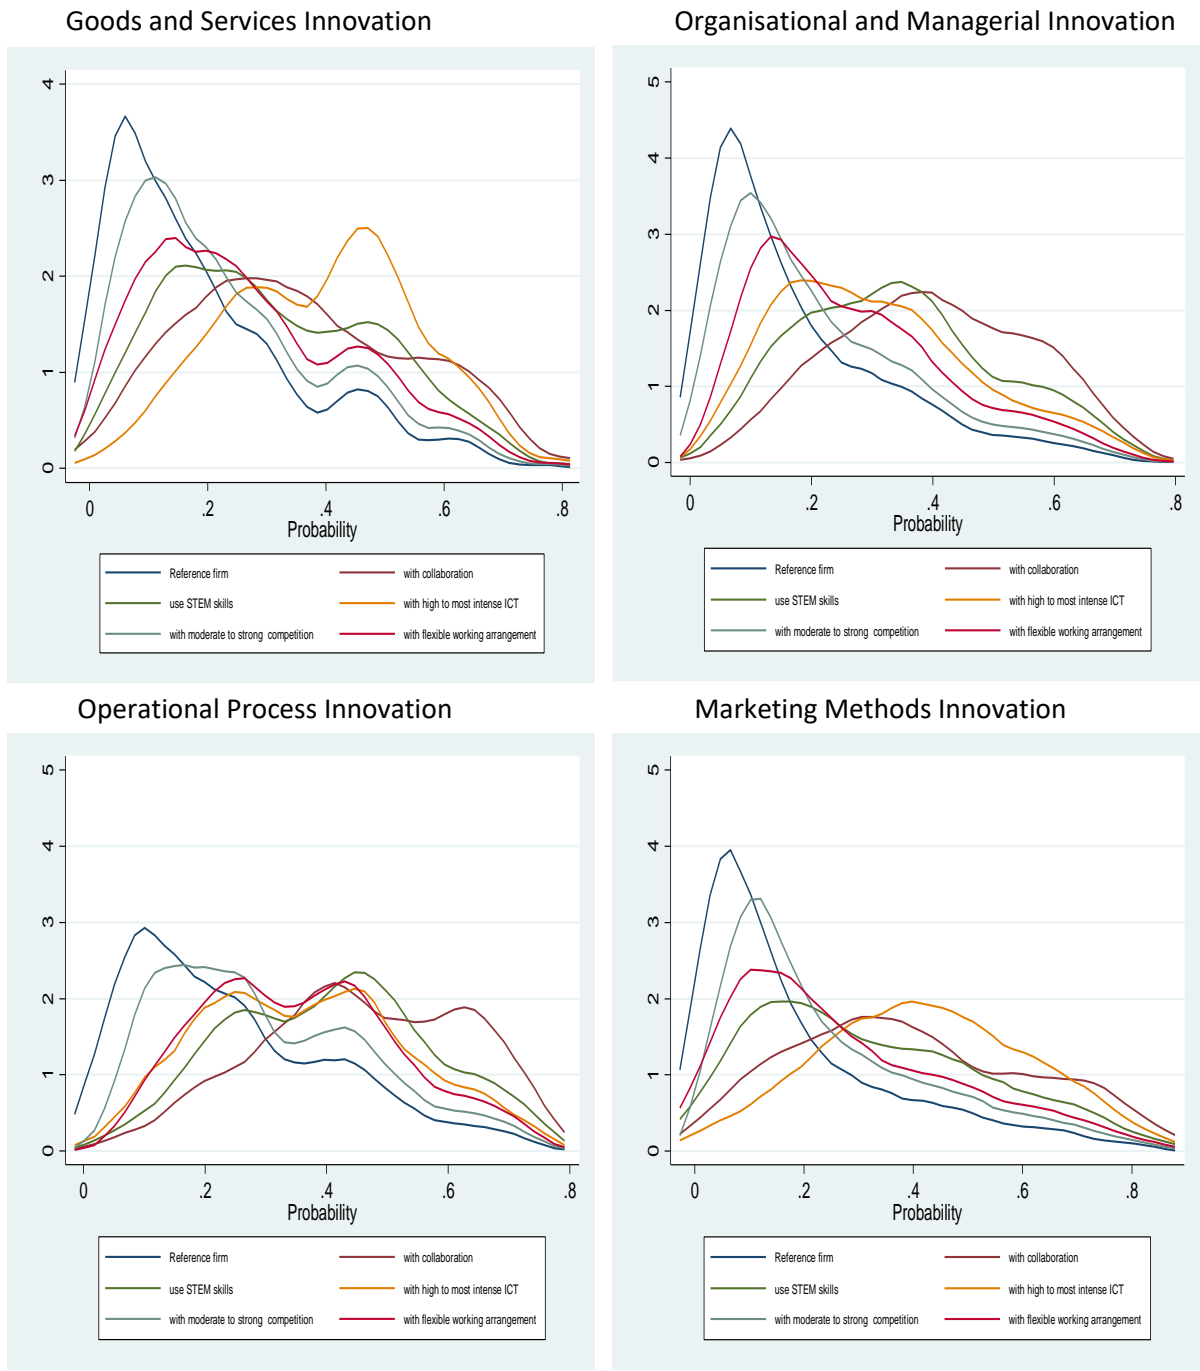 Goods and Services Innovation
4
3
2
1
0
0 .2 .4 .6 .8
Probability
Reference firm with collaboration
use STEM skills with high to most intense ICT
with moderate to strong competition with flexible working arrangement
Organisational and Managerial Innovation
5
4
3
2
1
0
0 .2 .4 .6 .8
Probability
Reference firm with collaboration
use STEM skills with high to most intense ICT
with moderate to strong competition with flexible working arrangement
Operational Process Innovation
5
4
3
2
1
0
0 .2 .4 .6 .8
Probability
Reference firm with collaboration
use STEM skills with high to most intense ICT
with moderate to strong competition with flexible working arrangement
Marketing Methods Innovation
5
4
3
2
1
0
0 .2 .4 .6 .8
Probability
Reference firm with collaboration
use STEM skills with high to most intense ICT
with moderate to strong competition with flexible working arrangement